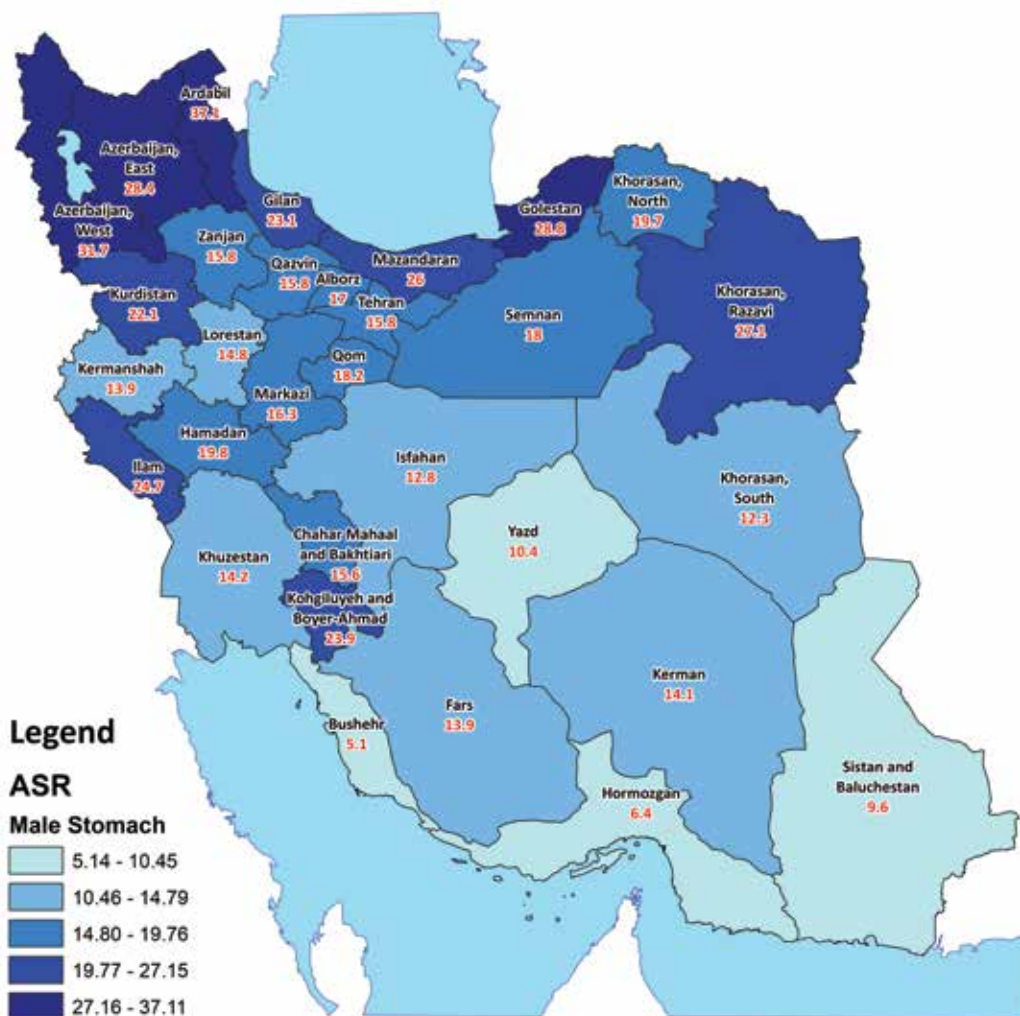 Ardabil
37.1
Azerbaijan,
East
28.4
Azerbaijan,
West
31.7
Gilan
23.1
Golestan
28.8
Khorasan,
North
19.7
Zanjan
15.8
Qazvin
15.8
Alborz
17
Mazandaran
26
Tehran
15.8
Semnan
18
Khorasan,
Razavi
27.1
Kurdistan
22.1
Lorestan
14.8
Kermanshah
13.9
Qom
18.2
Markazi
16.3
Hamadan
19.8
Ilam
24.7
Isfahan
12.8
Khorasan,
South
12.3
Yazd
10.4
Khuzestan
14.2
Chahar Mahaal
and Bakhtiari
15.6
Kohgiluyeh and
Boyer-Ahmad
23.9
Kerman
14.1
Fars
13.9
Bushehr
5.1
Hormozgan
6.4
Sistan and
Baluchestan
9.6
Legend
ASR
Male Stomach
5.14 - 10.45
10.46 - 14.79
14.80 - 19.76
19.77 - 27.15
27.16 - 37.11